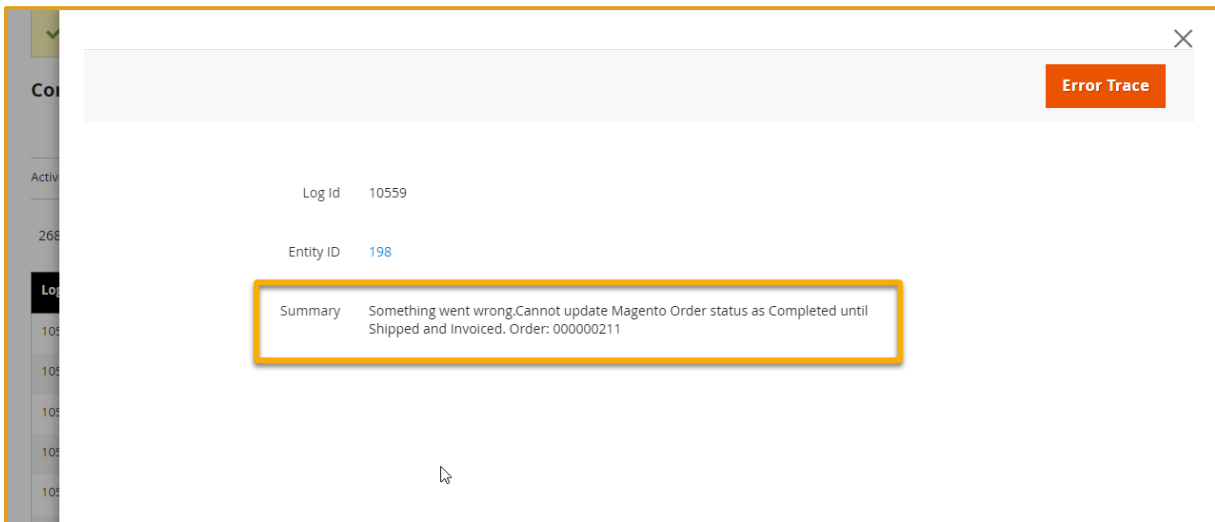 Error Trace
Log Id 10559
Entity ID 198
Summary Something went wrong.Cannot update Magento Order status as Completed until
Shipped and Invoiced. Order: 000000211